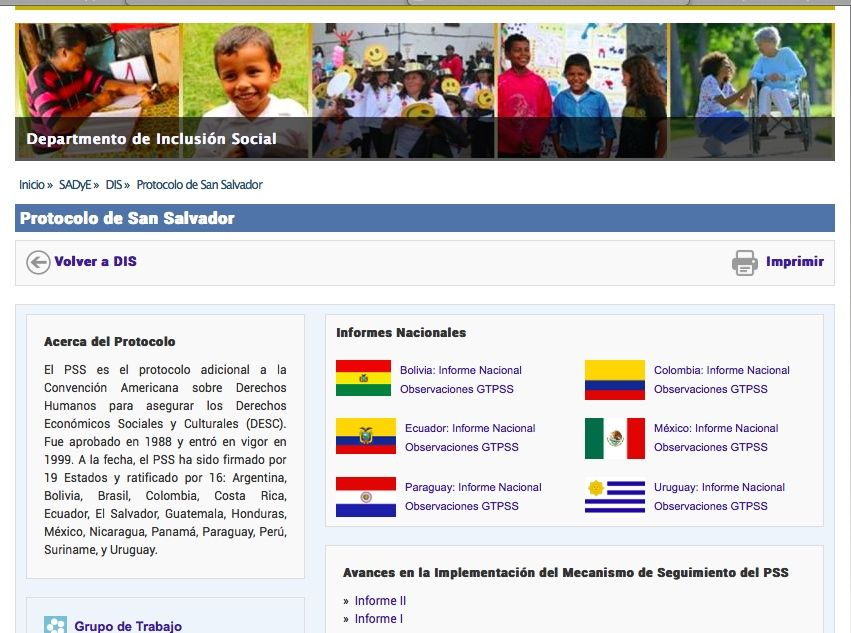 Departmento de Inclusión Social
Inicio » SADyE » DIS » Protocolo de San Salvador
Protocolo de San Salvador
Volver a DIS
Imprimir
Acerca del Protocolo
El PSS es el protocolo adicional a la
Convención Americana sobre Derechos
Humanos para asegurar los Derechos
Económicos Sociales y Culturales (DESC).
Fue aprobado en 1988 y entró en vigor en
1999. A la fecha, el PSS ha sido firmado por
19 Estados y ratificado por 16: Argentina,
Bolivia, Brasil, Colombia, Costa Rica,
Ecuador, El Salvador, Guatemala, Honduras,
México, Nicaragua, Panamá, Paraguay, Perú,
Suriname, y Uruguay.
Grupo de Trabajo
Informes Nacionales
Bolivia: Informe Nacional
Observaciones GTPSS
Colombia: Informe Nacional
Observaciones GTPSS
Ecuador: Informe Nacional
Observaciones GTPSS
México: Informe Nacional
Observaciones GTPSS
Paraguay: Informe Nacional
Observaciones GTPSS
Uruguay: Informe Nacional
Observaciones GTPSS
Avances en la Implementación del Mecanismo de Seguimiento del PSS
» Informe II
» Informe I